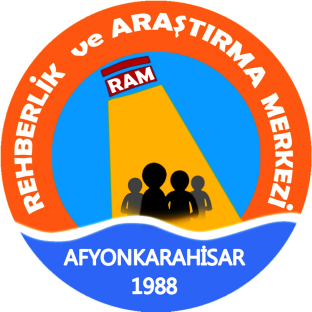 REHBERLİK ve ARAŞTIRMA MERKEZİ
RAM
AFYONKARAHİSAR
1988